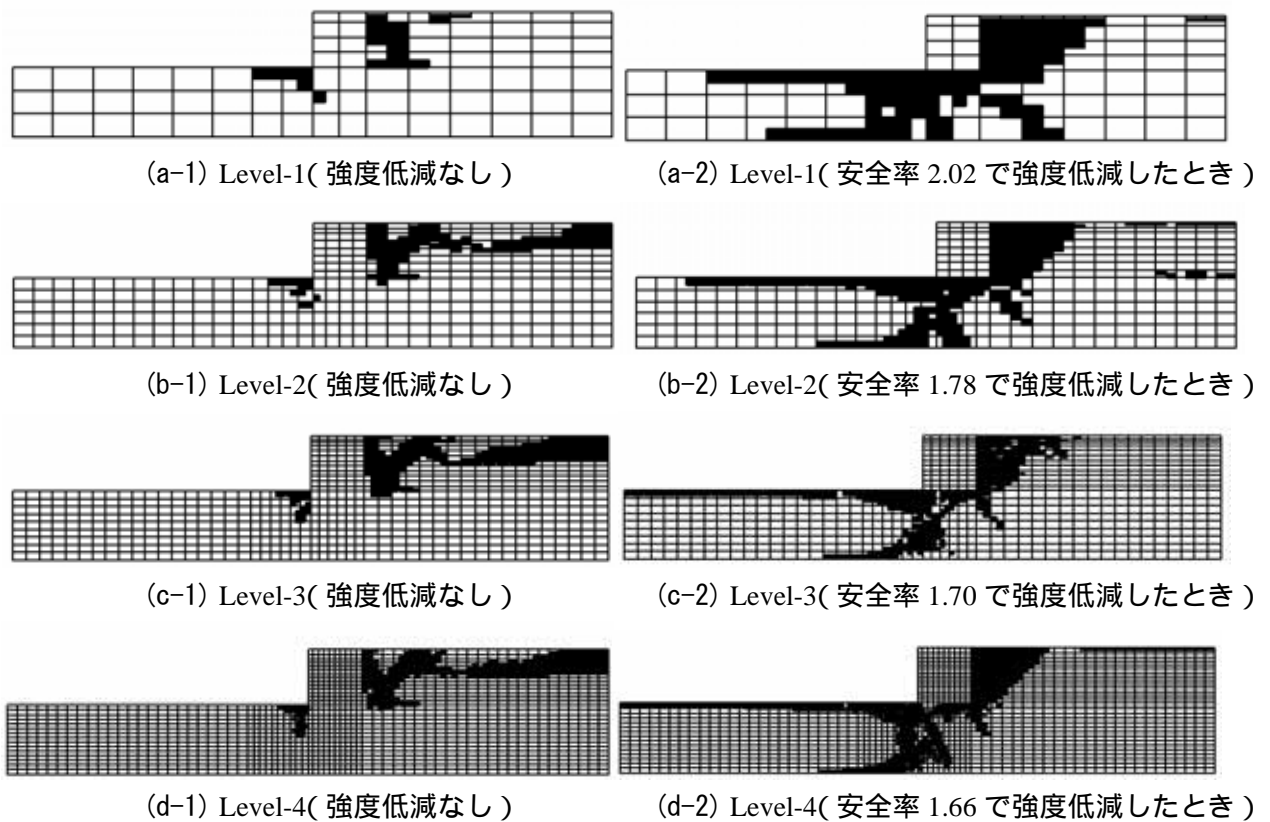 (a-1) Level-1(強度低減なし)
(a-2) Level-1(安全率 2.02 で強度低減したとき)
(b-1) Level-2(強度低減なし)
(b-2) Level-2(安全率 1.78 で強度低減したとき)
(c-1) Level-3(強度低減なし)
(c-2) Level-3(安全率 1.70 で強度低減したとき)
(d-1) Level-4(強度低減なし)
(d-2) Level-4(安全率 1.66 で強度低減したとき)